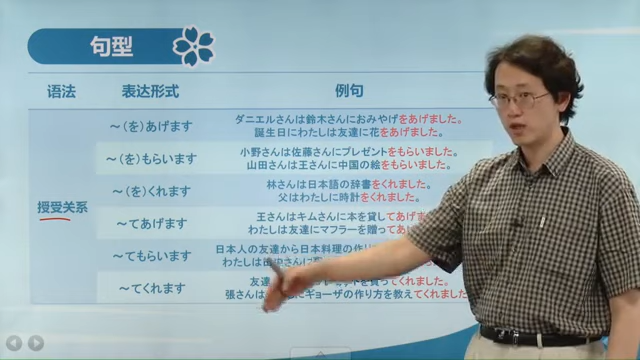 句型
语法 表达形式 例句
授受关系
～（を）あげます
ダニエルさんは鈴木さんにおみやげをあげました。
誕生日にわたしは友達に花をあげました。
～（を）もらいます
小野さんは佐藤さんにプレゼントをもらいました。
山田さんは王さんに中国の絵をもらいました。
～（を）くれます
林さんは日本語の辞書をくれました。
父はわたしに時計をくれました。
～てあげます
王さんはキムさんに本を貸してあげま
わたしは友達にマフラーを贈ってあ
～てもらいます
日本人の友達から日本料理の作り
わたしは
～てくれます
友達 を買ってくれました。
張さんは ギョーザの作り方を教えてくれました